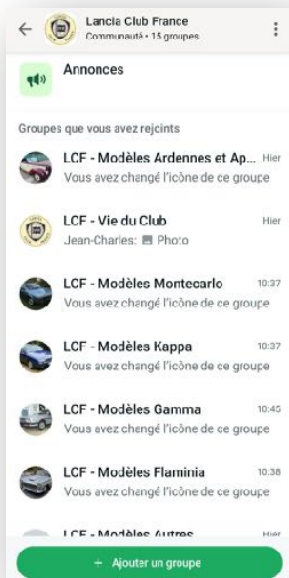 Lancia Club France
Communauté • 15 groupes
Annonces
Groupes que vous avez rejoints
LCF - Modèles Ardennes et Ap... Hier
Vous avez changé l'icône de ce groupe
LCF - Vie du Club Hier
Jean-Charles: Photo
LCF - Modèles Montecarlo 10:37
Vous avez changé l'icône de ce groupe
LCF - Modèles Kappa 10:37
Vous avez changé l'icône de ce groupe
LCF - Modèles Gamma 10:45
Vous avez changé l'icône de ce groupe
LCF - Modèles Flaminia 10:38
Vous avez changé l'icône de ce groupe
LCF - Modèles Autres Hier
+ Ajouter un groupe